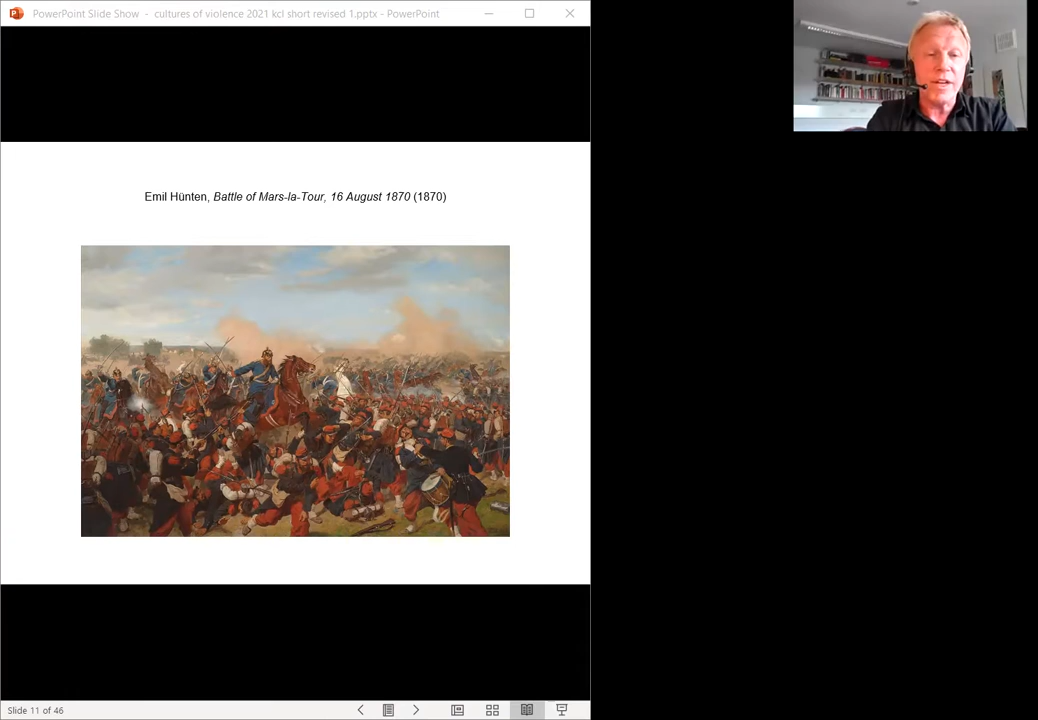 PowerPoint Slide Show - cultures of violence 2021 kcl short revised 1.pptx - PowerPoint
Emil Hünten, Battle of Mars-la-Tour, 16 August 1870 (1870)
Slide 11 of 46